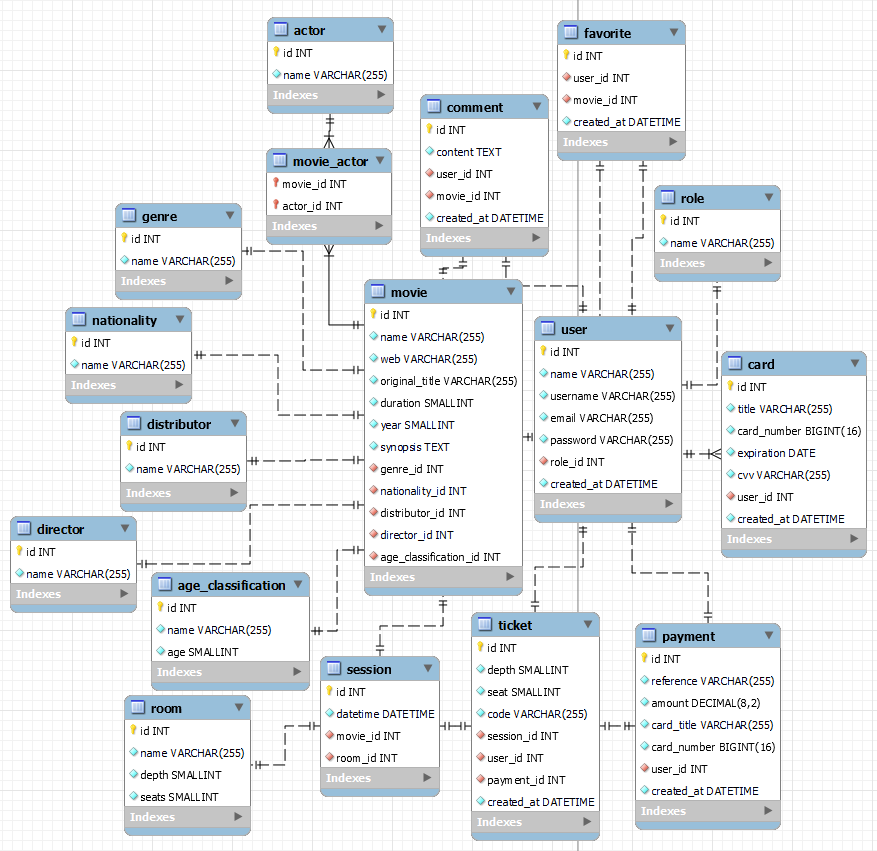 actor
id INT
name VARCHAR(255)
Indexes
favorite
id INT
user_id INT
movie_id INT
created_at DATETIME
Indexes
comment
id INT
content TEXT
user_id INT
movie_id INT
created_at DATETIME
Indexes
movie_actor
movie_id INT
actor_id INT
Indexes
role
id INT
name VARCHAR(255)
Indexes
genre
id INT
name VARCHAR(255)
Indexes
movie
id INT
name VARCHAR(255)
web VARCHAR(255)
original_title VARCHAR(255)
duration SMALLINT
year SMALLINT
synopsis TEXT
genre_id INT
nationality_id INT
distributor_id INT
director_id INT
age_classification_id INT
Indexes
nationality
id INT
name VARCHAR(255)
Indexes
user
id INT
name VARCHAR(255)
username VARCHAR(255)
email VARCHAR(255)
password VARCHAR(255)
role_id INT
created_at DATETIME
Indexes
card
id INT
title VARCHAR(255)
card_number BIGINT(16)
expiration DATE
cvv VARCHAR(255)
user_id INT
created_at DATETIME
Indexes
distributor
id INT
name VARCHAR(255)
Indexes
director
id INT
name VARCHAR(255)
Indexes
age_classification
id INT
name VARCHAR(255)
age SMALLINT
Indexes
ticket
id INT
depth SMALLINT
seat SMALLINT
code VARCHAR(255)
session_id INT
user_id INT
payment_id INT
created_at DATETIME
Indexes
payment
id INT
reference VARCHAR(255)
amount DECIMAL(8,2)
card_title VARCHAR(255)
card_number BIGINT(16)
user_id INT
created_at DATETIME
Indexes
session
id INT
datetime DATETIME
movie_id INT
room_id INT
Indexes
room
id INT
name VARCHAR(255)
depth SMALLINT
seats SMALLINT
Indexes